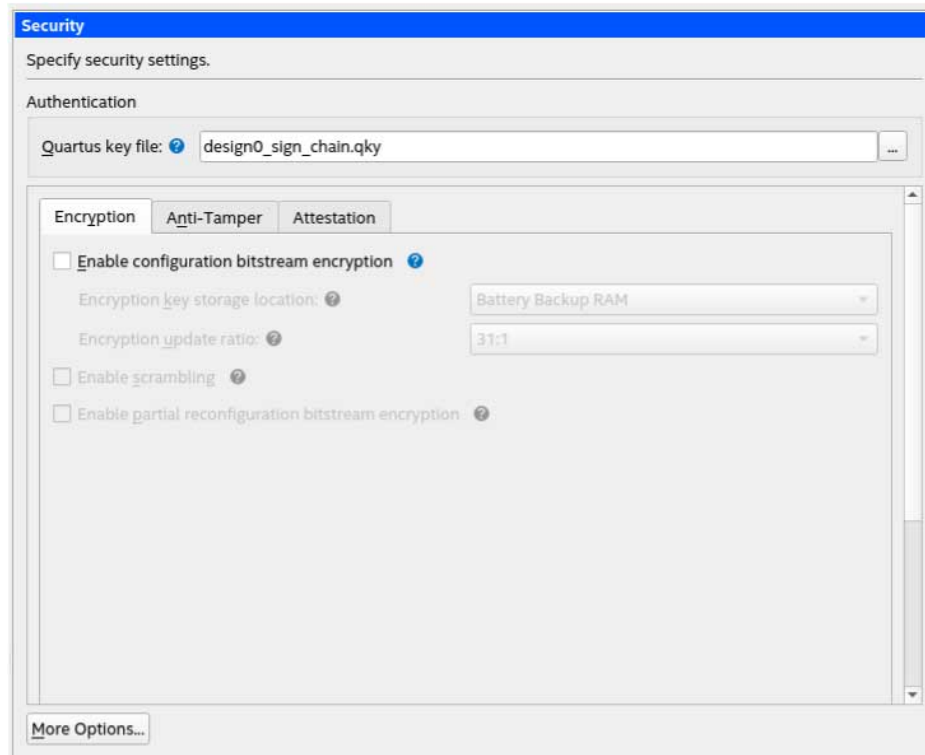 Security
Specify security settings.
Authentication
Quartus key file: design0_sign_chain.qky ...
Encryption Anti-Tamper Attestation
Enable configuration bitstream encryption
Encryption key storage location: Battery Backup RAM
Encryption update ratio: 31:1
Enable scrambling
Enable partial reconfiguration bitstream encryption
More Options...